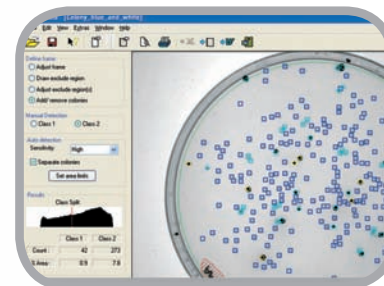 [Colony_blue_and_white]
Edit View Extras Window Help
Define frame
Adjust frame
Draw exclude region
Adjust exclude region(s)
Add/ remove colonies
Manual Detection
Class 1 Class 2
Auto detection
Sensitivity High
Separate colonies
Set area limits
Results
Class Split
Class 1 Class 2
Count : 42 273
% Area : 0.9 7.8